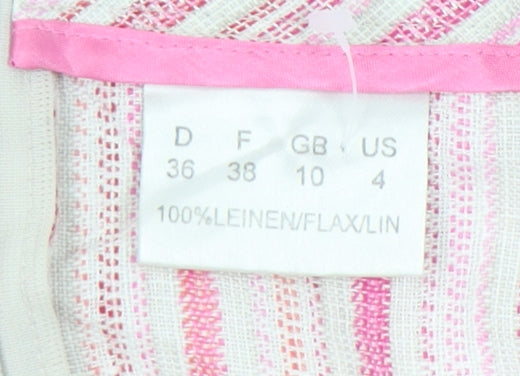 D F GB US
36 38 10 4
100%LEINEN/FLAX/LIN